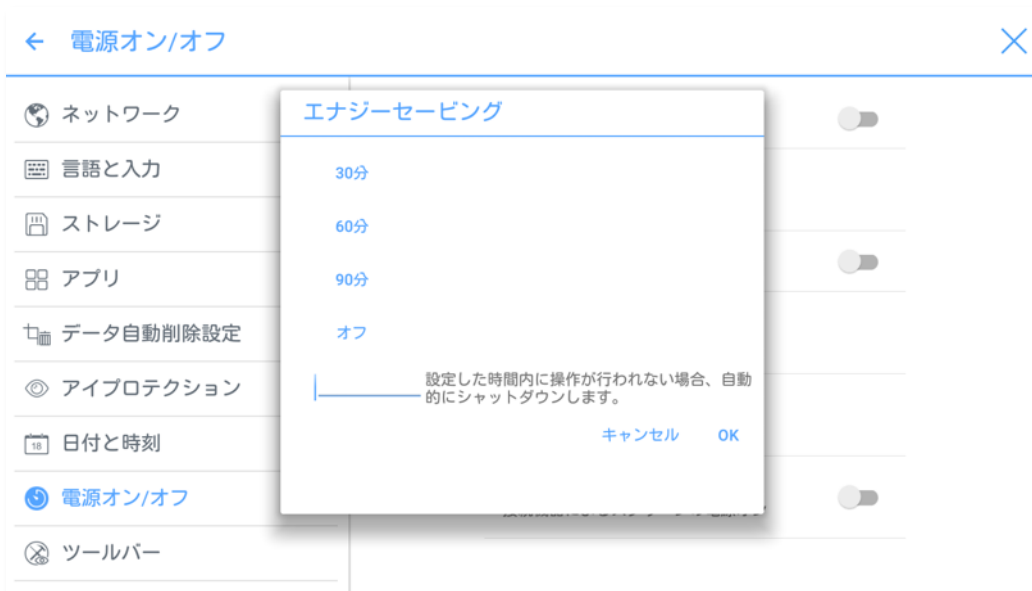 電源オン/オフ
ネットワーク
言語と入力
ストレージ
アプリ
データ自動削除設定
アイプロテクション
18
日付と時刻
電源オン/オフ
ツールバー
エナジーセービング
30分
60分
90分
オフ
設定した時間内に操作が行われない場合、自動
的にシャットダウンします。
キャンセル OK